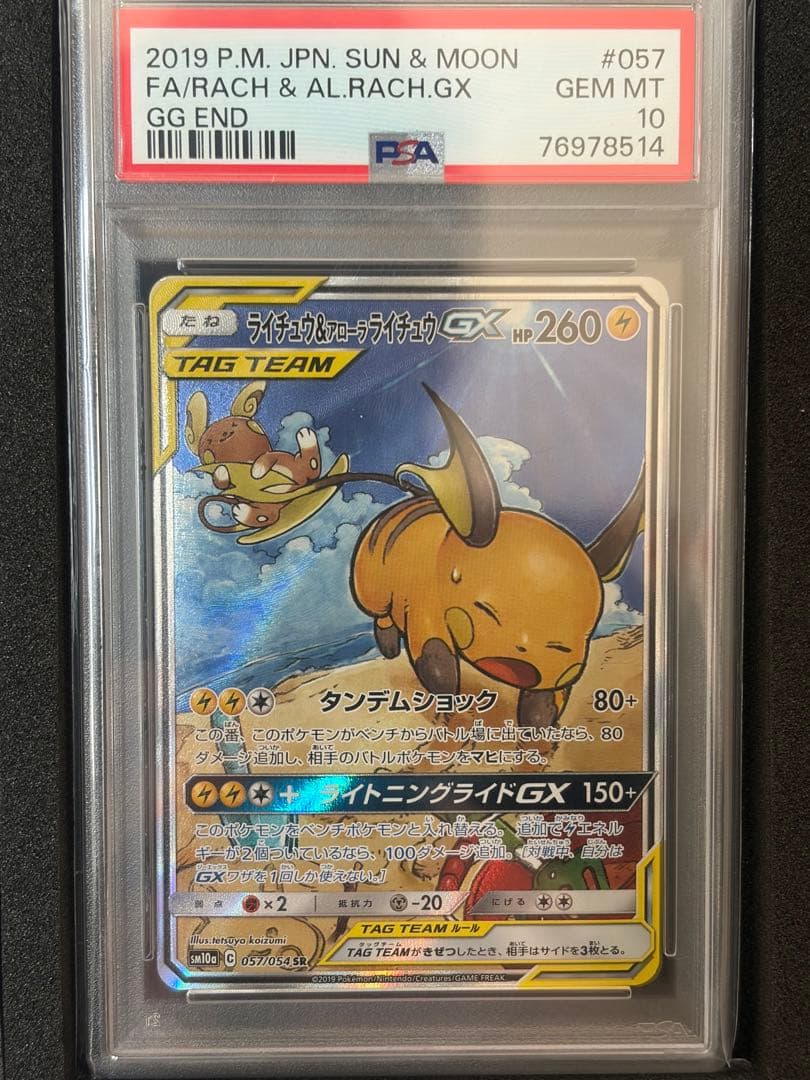 2019 P.M. JPN. SUN & MOON #057
FA/RACH & AL.RACH.GX GEM MT
GG END 10
PSA 76978514
たね ライチュウ&アローラライチュウGX HP260
TAG TEAM
タンデムショック 80+
この番、このポケモンがベンチからバトル場に出ていたなら、80
ダメージ追加し、相手のバトルポケモンをマヒにする。
+ ライトニングライドGX 150+
このポケモンをベンチポケモンと入れ替える。追加でエネル
ギーが2個ついているなら、100ダメージ追加。[対戦中、自分は
GXワザを1回しか使えない。]
弱点 ×2 抵抗力 -20 にげる
Illus.tetsuya koizumi
TAG TEAM ルール
TAG TEAMがきぜつしたとき、相手はサイドを3枚とる。
sm10a C 057/054 SR
©2019 Pokémon/Nintendo/Creatures/GAME FREAK